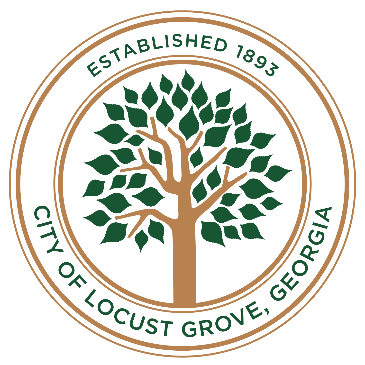 ESTABLISHED 1893
CITY OF LOCUST GROVE, GEORGIA